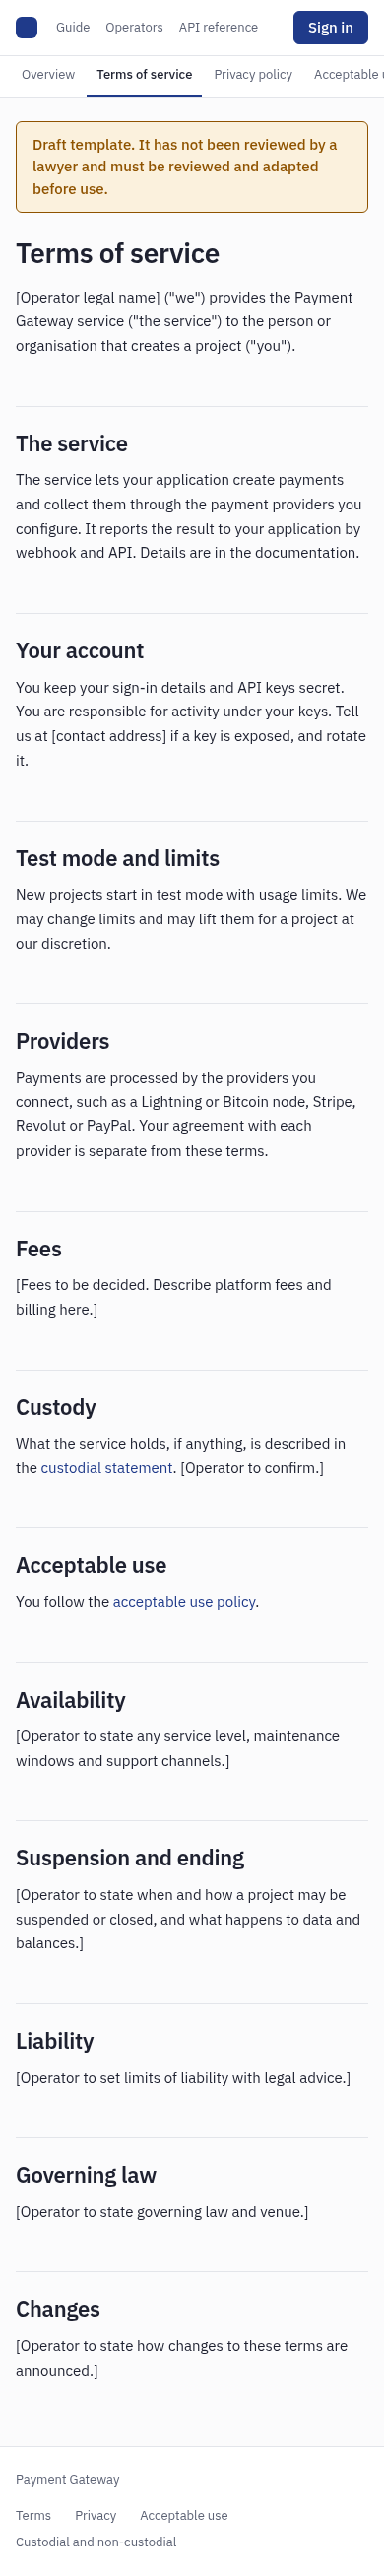 Guide Operators API reference Sign in
Overview Terms of service Privacy policy Acceptable u
Draft template. It has not been reviewed by a
lawyer and must be reviewed and adapted
before use.
Terms of service
[Operator legal name] ("we") provides the Payment
Gateway service ("the service") to the person or
organisation that creates a project ("you").
The service
The service lets your application create payments
and collect them through the payment providers you
configure. It reports the result to your application by
webhook and API. Details are in the documentation.
Your account
You keep your sign-in details and API keys secret.
You are responsible for activity under your keys. Tell
us at [contact address] if a key is exposed, and rotate
it.
Test mode and limits
New projects start in test mode with usage limits. We
may change limits and may lift them for a project at
our discretion.
Providers
Payments are processed by the providers you
connect, such as a Lightning or Bitcoin node, Stripe,
Revolut or PayPal. Your agreement with each
provider is separate from these terms.
Fees
[Fees to be decided. Describe platform fees and
billing here.]
Custody
What the service holds, if anything, is described in
the custodial statement. [Operator to confirm.]
Acceptable use
You follow the acceptable use policy.
Availability
[Operator to state any service level, maintenance
windows and support channels.]
Suspension and ending
[Operator to state when and how a project may be
suspended or closed, and what happens to data and
balances.]
Liability
[Operator to set limits of liability with legal advice.]
Governing law
[Operator to state governing law and venue.]
Changes
[Operator to state how changes to these terms are
announced.]
Payment Gateway
Terms Privacy Acceptable use
Custodial and non-custodial